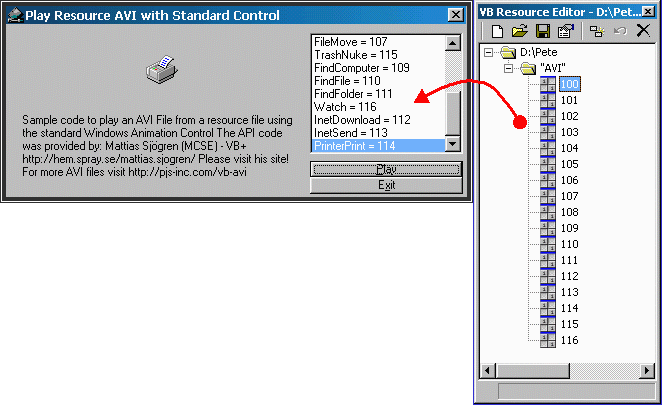 Play Resource AVI with Standard Control
Sample code to play an AVI File from a resource file using
the standard Windows Animation Control The API code
was provided by: Mattias Sjögren (MCSE) - VB+
http://hem.spray.se/mattias.sjogren/ Please visit his site!
For more AVI files visit http://pjs-inc.com/vb-avi
FileMove = 107
TrashNuke = 115
FindComputer = 109
FindFile = 110
FindFolder = 111
Watch = 116
InetDownload = 112
InetSend = 113
PrinterPrint = 114
Play
Exit
VB Resource Editor - D:\Pet...
D:\Pete
"AVI"
100
101
102
103
104
105
106
107
108
109
110
111
112
113
114
115
116